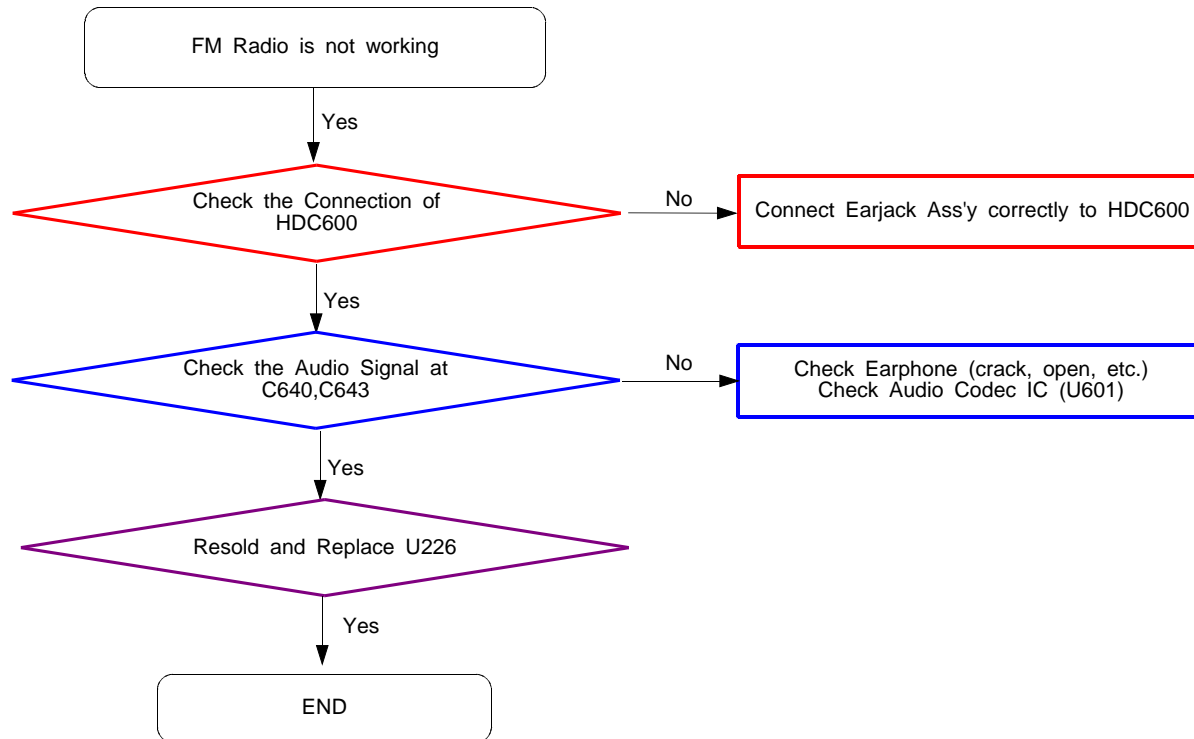 FM Radio is not working
Yes
Check the Connection of
HDC600
No
Connect Earjack Ass'y correctly to HDC600
Yes
Check the Audio Signal at
C640,C643
No
Check Earphone (crack, open, etc.)
Check Audio Codec IC (U601)
Yes
Resold and Replace U226
Yes
END